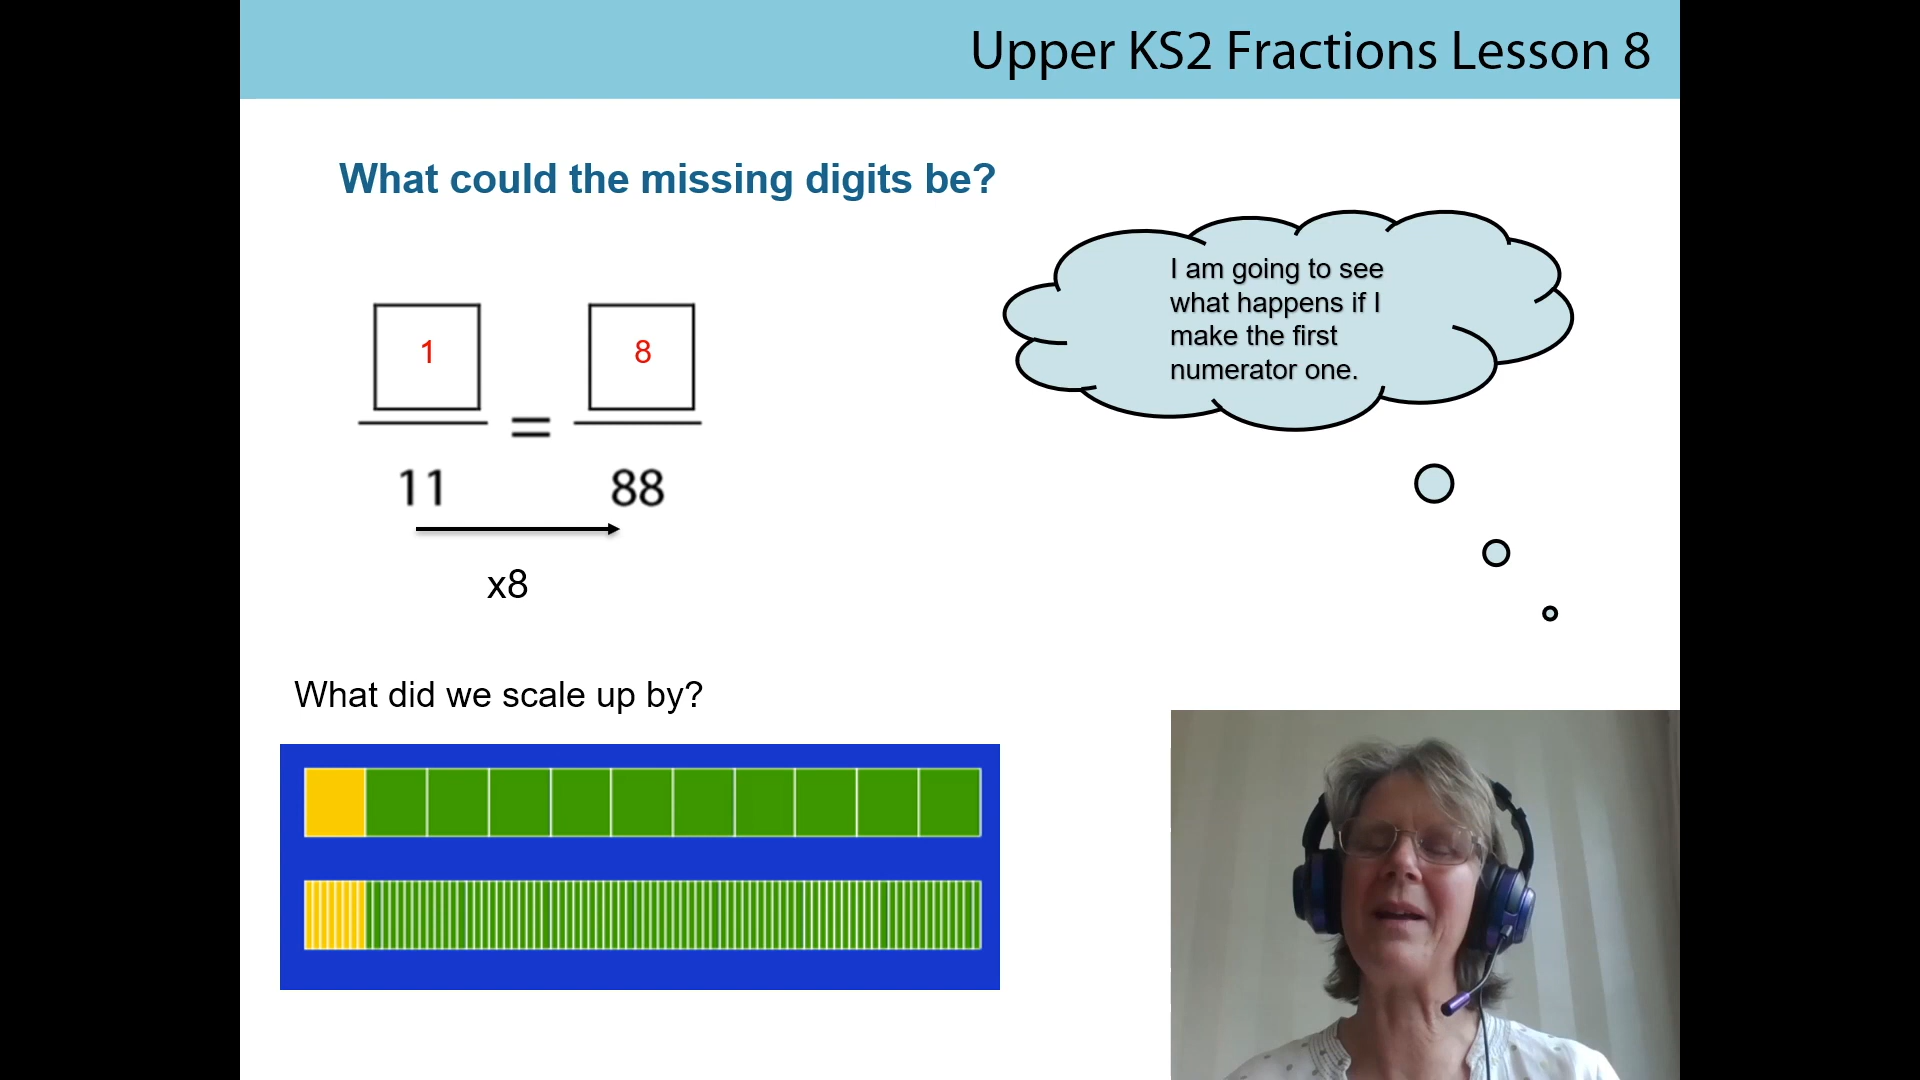 Upper KS2 Fractions Lesson 8
What could the missing digits be?
I am going to see
what happens if I
make the first
numerator one.
1 8
=
11 88
x8
What did we scale up by?